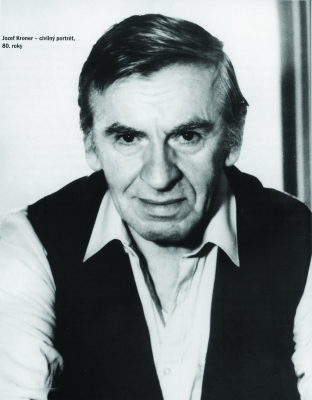 Jozef Kroner – civilný portrét,
80. roky